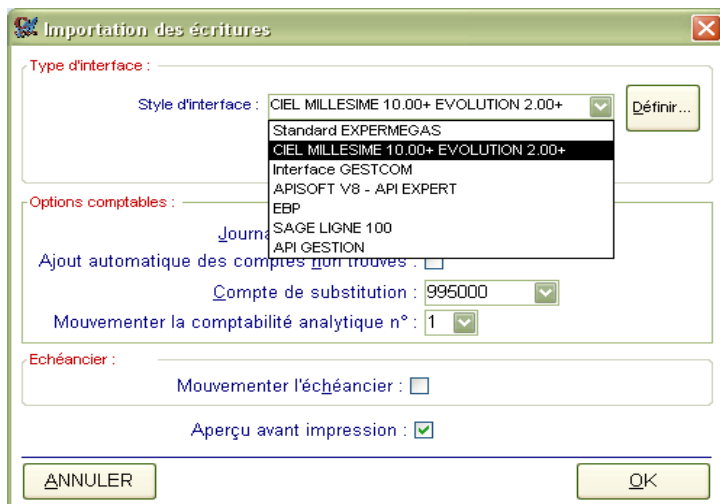 Importation des écritures
Type d'interface :
Style d'interface : CIEL MILLESIME 10.00+ EVOLUTION 2.00+ Définir...
Standard EXPERMEGAS
CIEL MILLESIME 10.00+ EVOLUTION 2.00+
Interface GESTCOM
APISOFT V8 - API EXPERT
EBP
SAGE LIGNE 100
API GESTION
Options comptables :
Ajout automatique des comptes non trouvés :
Compte de substitution : 995000
Mouvementer la comptabilité analytique n° : 1
Echéancier :
Mouvementer l'échéancier :
Aperçu avant impression :
ANNULER OK